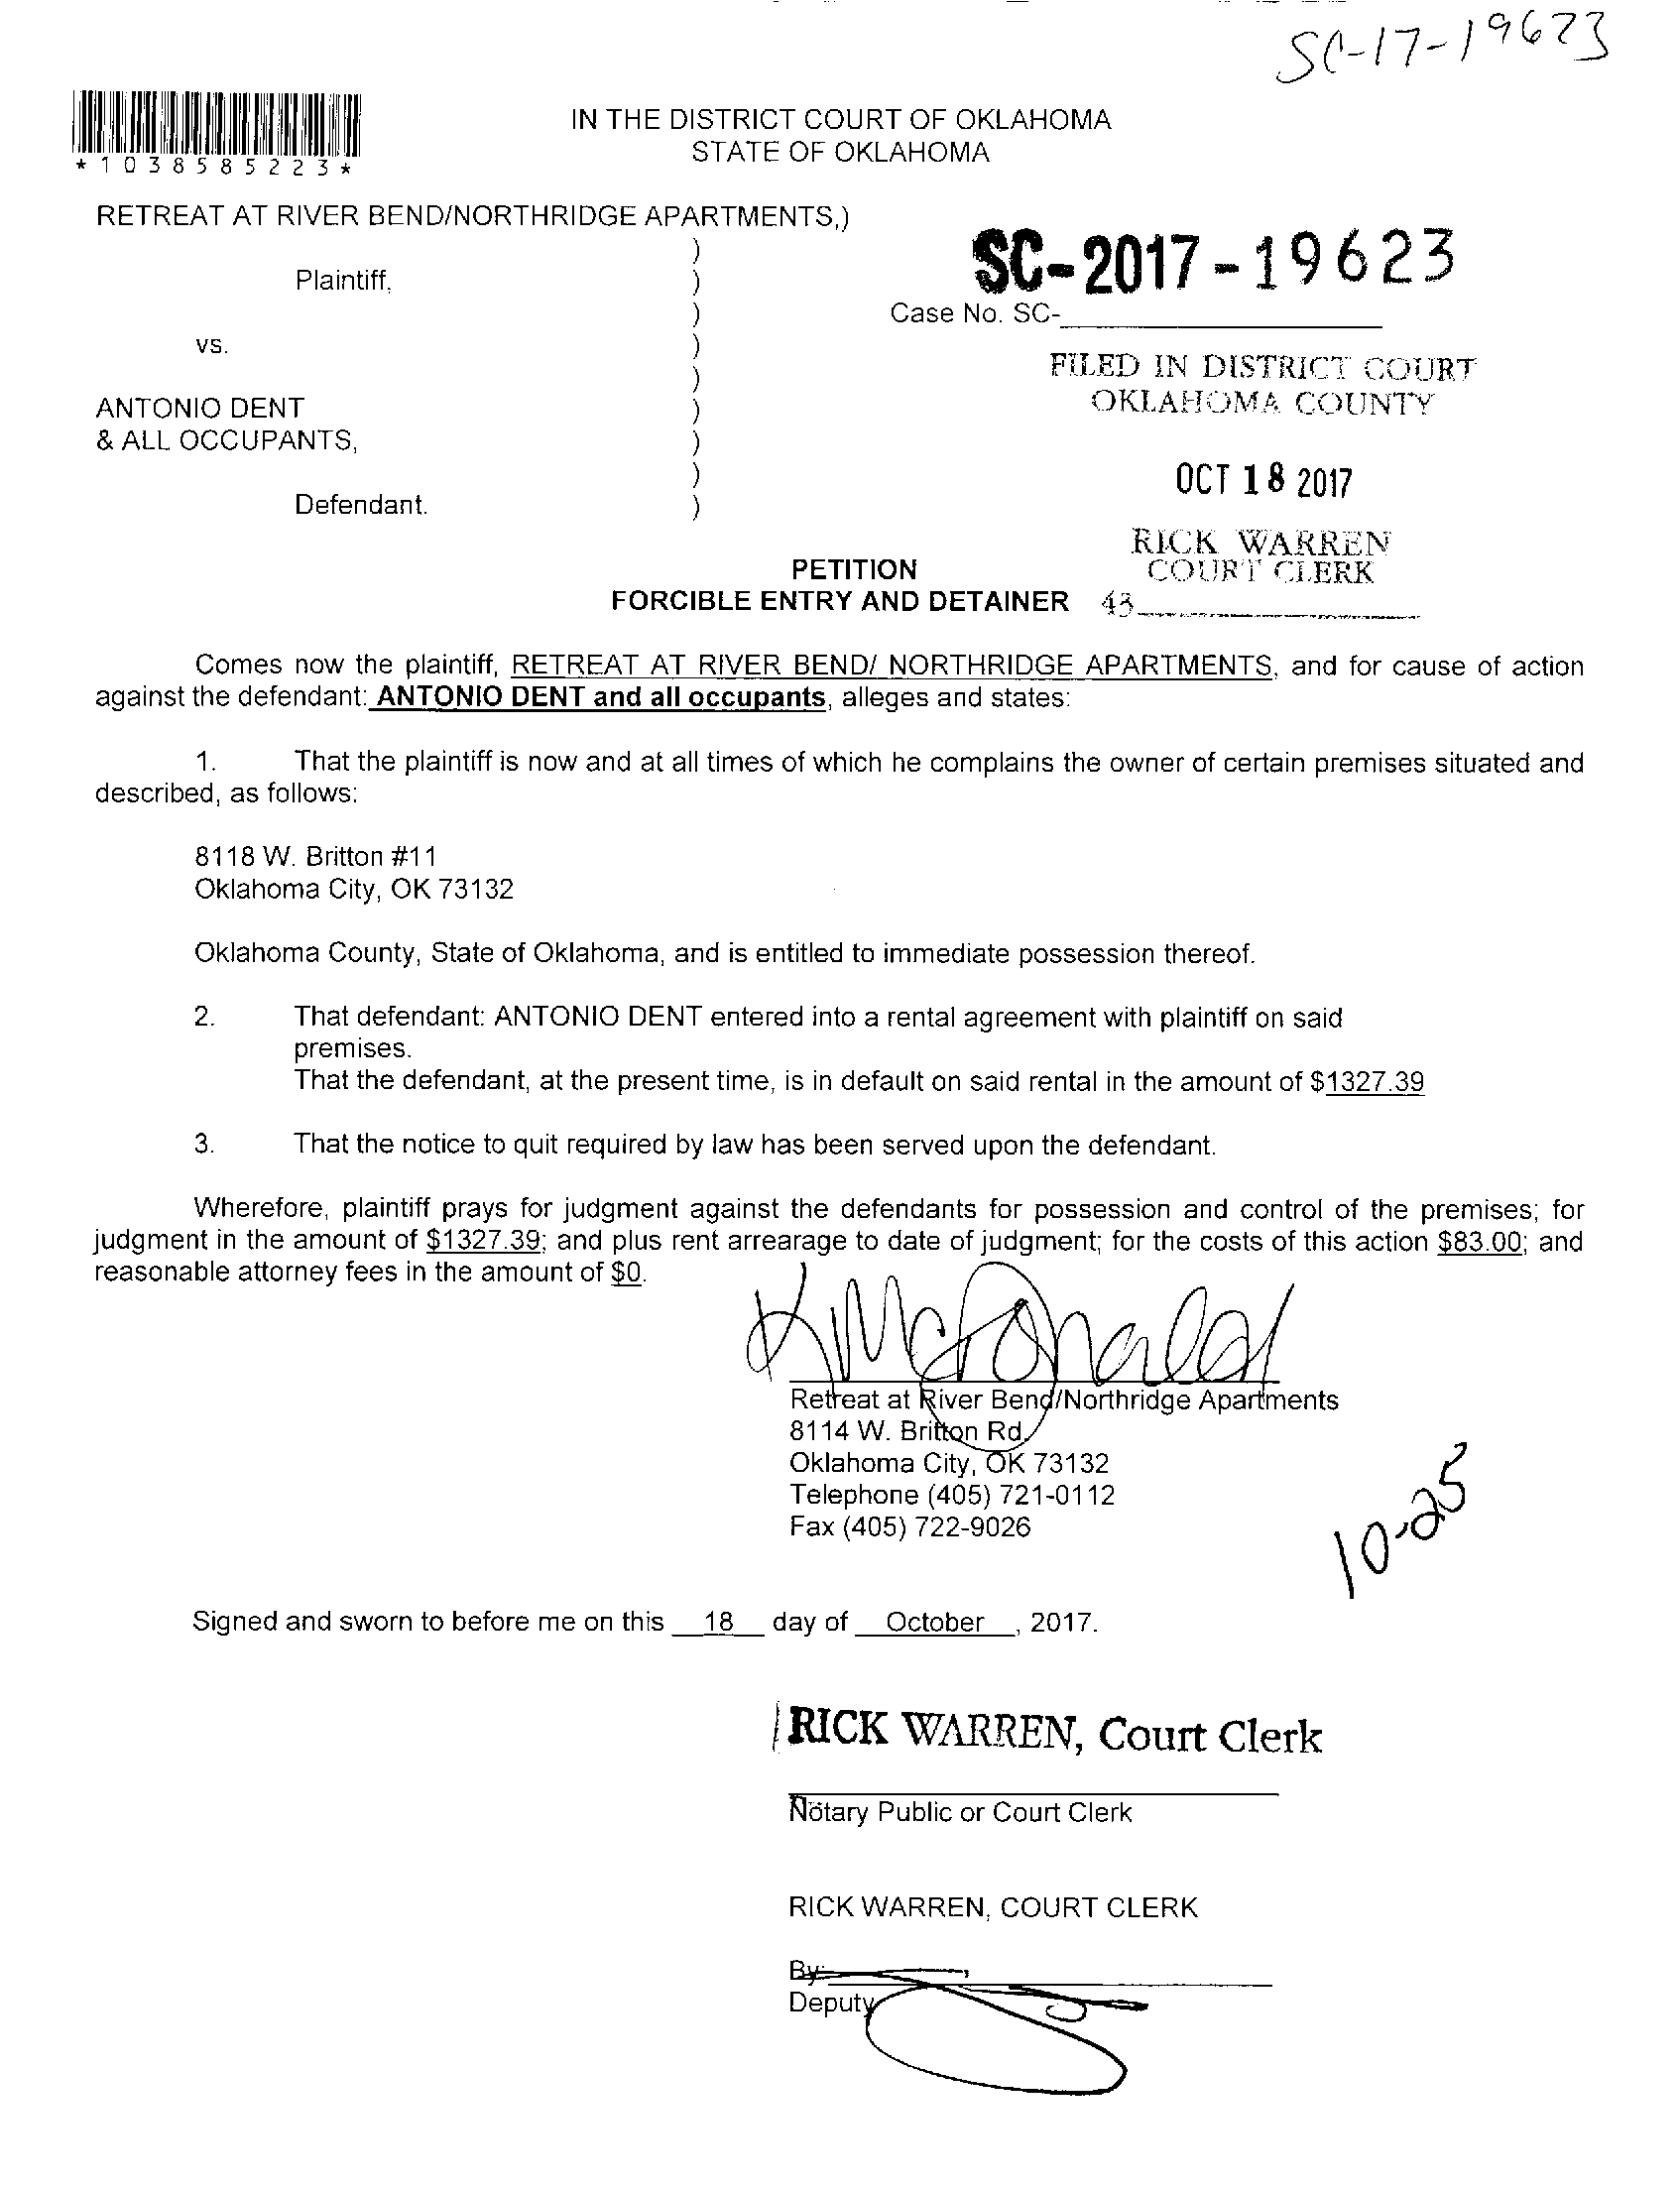 SC-17-19623
*1038585223*
IN THE DISTRICT COURT OF OKLAHOMA
STATE OF OKLAHOMA
RETREAT AT RIVER BEND/NORTHRIDGE APARTMENTS,)
)
Plaintiff, )
)
vs. )
)
ANTONIO DENT )
& ALL OCCUPANTS, )
)
Defendant. )
SC-2017-19623
Case No. SC-
FILED IN DISTRICT COURT
OKLAHOMA COUNTY
OCT 18 2017
RICK WARREN
COURT CLERK
43
PETITION
FORCIBLE ENTRY AND DETAINER
Comes now the plaintiff, RETREAT AT RIVER BEND/ NORTHRIDGE APARTMENTS, and for cause of action
against the defendant: ANTONIO DENT and all occupants, alleges and states:
1. That the plaintiff is now and at all times of which he complains the owner of certain premises situated and
described, as follows:
8118 W. Britton #11
Oklahoma City, OK 73132
Oklahoma County, State of Oklahoma, and is entitled to immediate possession thereof.
2. That defendant: ANTONIO DENT entered into a rental agreement with plaintiff on said
premises.
That the defendant, at the present time, is in default on said rental in the amount of $1327.39
3. That the notice to quit required by law has been served upon the defendant.
Wherefore, plaintiff prays for judgment against the defendants for possession and control of the premises; for
judgment in the amount of $1327.39; and plus rent arrearage to date of judgment; for the costs of this action $83.00; and
reasonable attorney fees in the amount of $0.
K McDonald
Retreat at River Bend/Northridge Apartments
8114 W. Britton Rd.
Oklahoma City, OK 73132
Telephone (405) 721-0112
Fax (405) 722-9026
10-25
Signed and sworn to before me on this __18__ day of __October__, 2017.
RICK WARREN, Court Clerk
Notary Public or Court Clerk
RICK WARREN, COURT CLERK
By:
Deputy